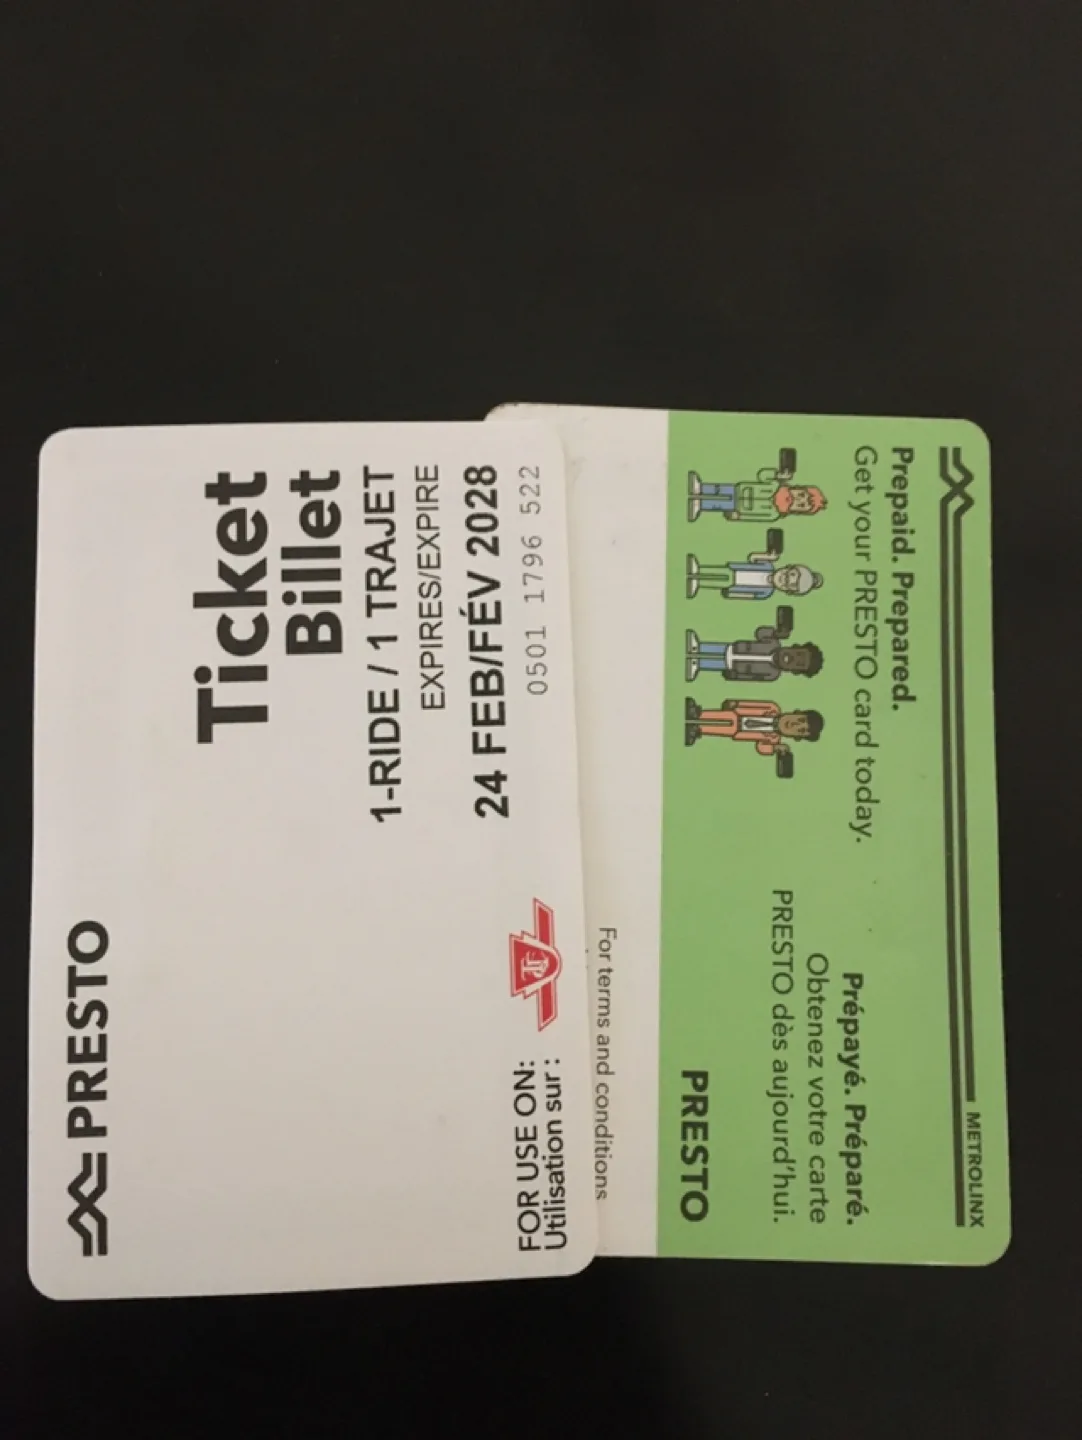 PRESTO
Ticket
Billet
1-RIDE / 1 TRAJET
EXPIRES/EXPIRE
24 FEB/FÉV 2028
0501 1796 522
FOR USE ON:
Utilisation sur :
METROLINX
Prepaid. Prepared.
Get your PRESTO card today.
Prépayé. Préparé.
Obtenez votre carte
PRESTO dès aujourd'hui.
PRESTO
For terms and conditions